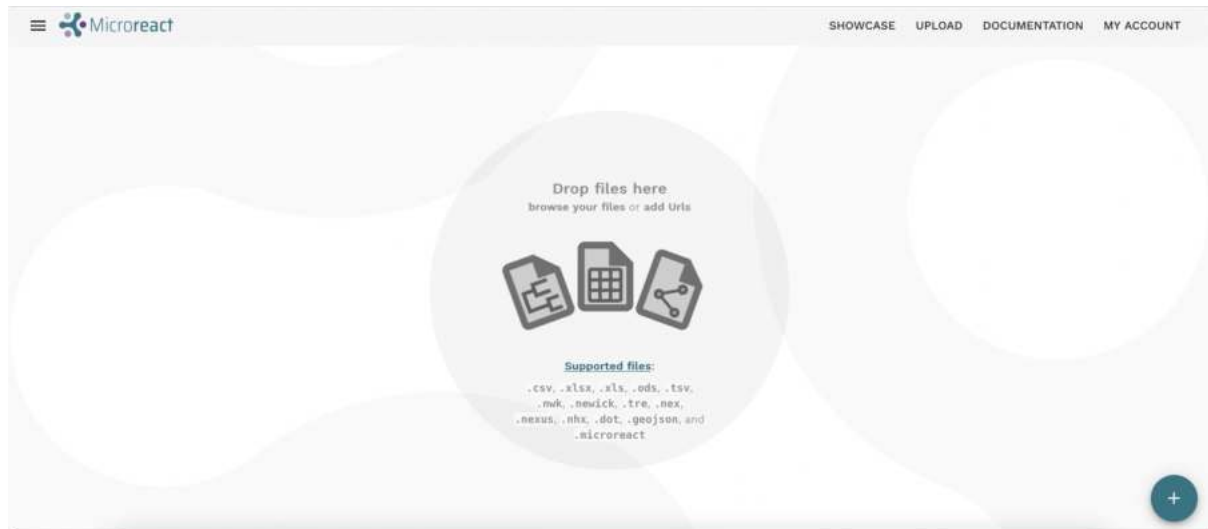 Microreact
SHOWCASE UPLOAD DOCUMENTATION MY ACCOUNT
Drop files here
browse your files or add Urls
Supported files:
.csv, .xlsx, .xls, .ods, .tsv,
.nwk, .newick, .tre, .nex,
.nexus, .nhx, .dot, .geojson, and
.microreact
+